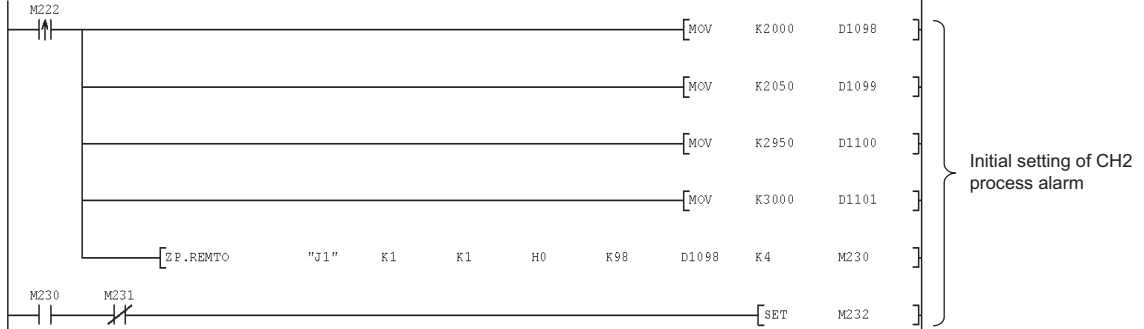 M222
MOV K2000 D1098
MOV K2050 D1099
MOV K2950 D1100
MOV K3000 D1101
Initial setting of CH2
process alarm
ZP.REMTO "J1" K1 K1 H0 K98 D1098 K4 M230
M230 M231
SET M232